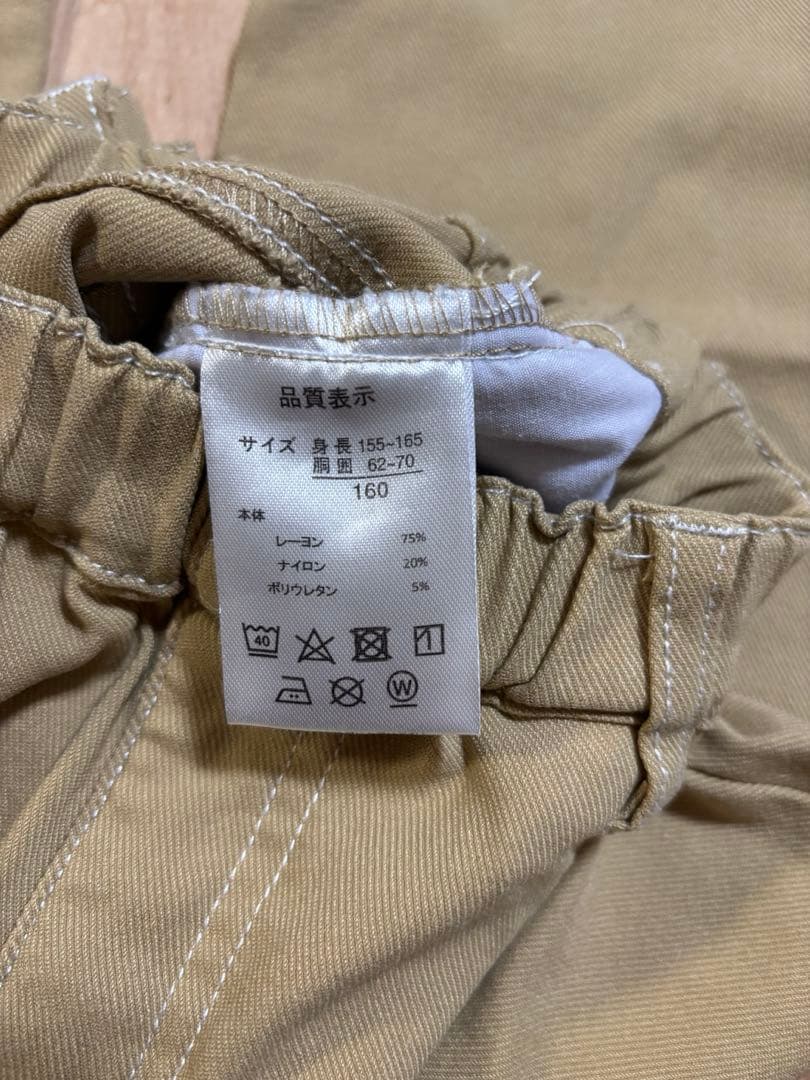 品質表示
サイズ 身長 155~165
胴囲 62~70
160
本体
レーヨン 75%
ナイロン 20%
ポリウレタン 5%
40
W